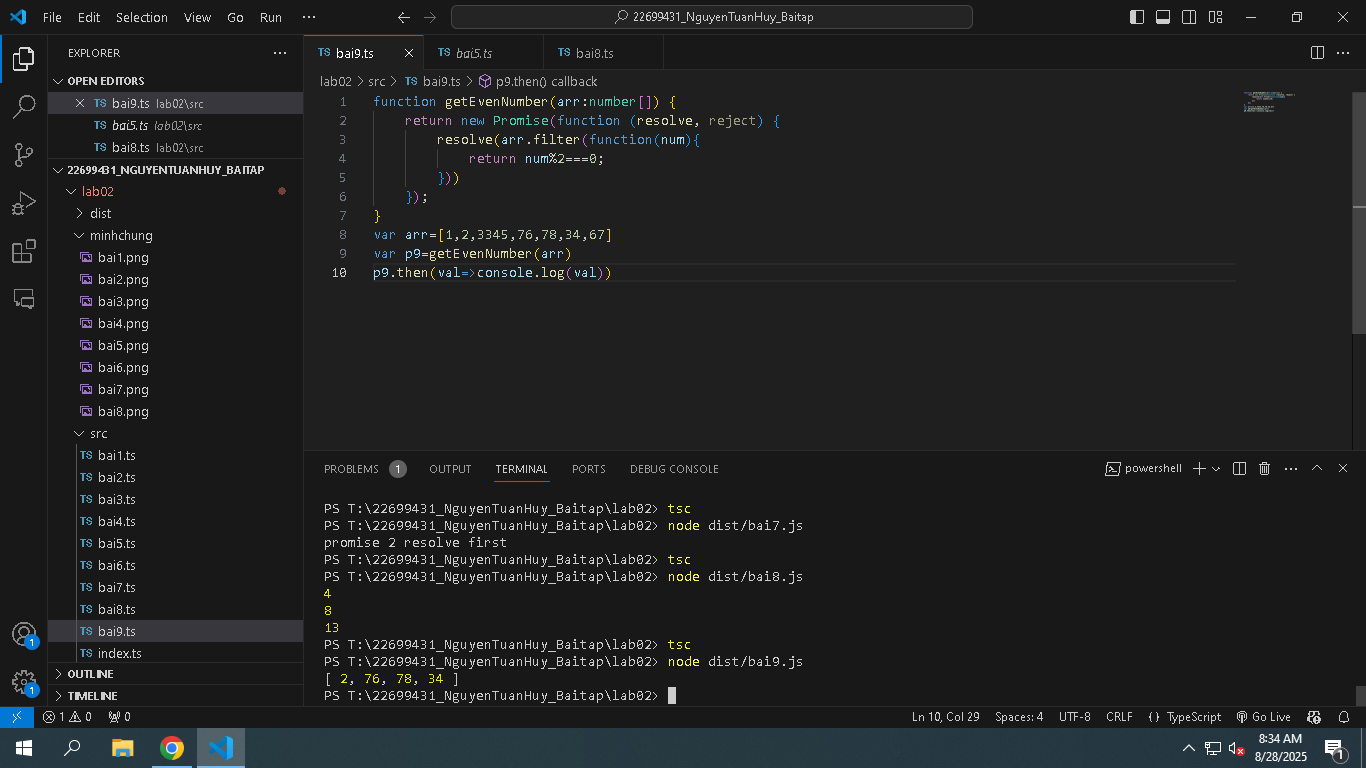 File Edit Selection View Go Run ··· 22699431_NguyenTuanHuy_Baitap
EXPLORER ···
OPEN EDITORS
TS bai9.ts lab02\src
TS bai5.ts lab02\src
TS bai8.ts lab02\src
22699431_NGUYENTUANHUY_BAITAP
lab02
dist
minhchung
bai1.png
bai2.png
bai3.png
bai4.png
bai5.png
bai6.png
bai7.png
bai8.png
src
TS bai1.ts
TS bai2.ts
TS bai3.ts
TS bai4.ts
TS bai5.ts
TS bai6.ts
TS bai7.ts
TS bai8.ts
TS bai9.ts
TS index.ts
OUTLINE
TIMELINE
TS bai9.ts TS bai5.ts TS bai8.ts
lab02 > src > TS bai9.ts > p9.then() callback
1 function getEvenNumber(arr:number[]) {
2 return new Promise(function (resolve, reject) {
3 resolve(arr.filter(function(num){
4 return num%2===0;
5 }))
6 });
7 }
8 var arr=[1,2,3345,76,78,34,67]
9 var p9=getEvenNumber(arr)
10 p9.then(val=>console.log(val))
PROBLEMS 1 OUTPUT TERMINAL PORTS DEBUG CONSOLE powershell
PS T:\22699431_NguyenTuanHuy_Baitap\lab02> tsc
PS T:\22699431_NguyenTuanHuy_Baitap\lab02> node dist/bai7.js
promise 2 resolve first
PS T:\22699431_NguyenTuanHuy_Baitap\lab02> tsc
PS T:\22699431_NguyenTuanHuy_Baitap\lab02> node dist/bai8.js
4
8
13
PS T:\22699431_NguyenTuanHuy_Baitap\lab02> tsc
PS T:\22699431_NguyenTuanHuy_Baitap\lab02> node dist/bai9.js
[ 2, 76, 78, 34 ]
PS T:\22699431_NguyenTuanHuy_Baitap\lab02>
1
1
1 0 0 Ln 10, Col 29 Spaces: 4 UTF-8 CRLF {} TypeScript Go Live
8:34 AM
8/28/2025
1